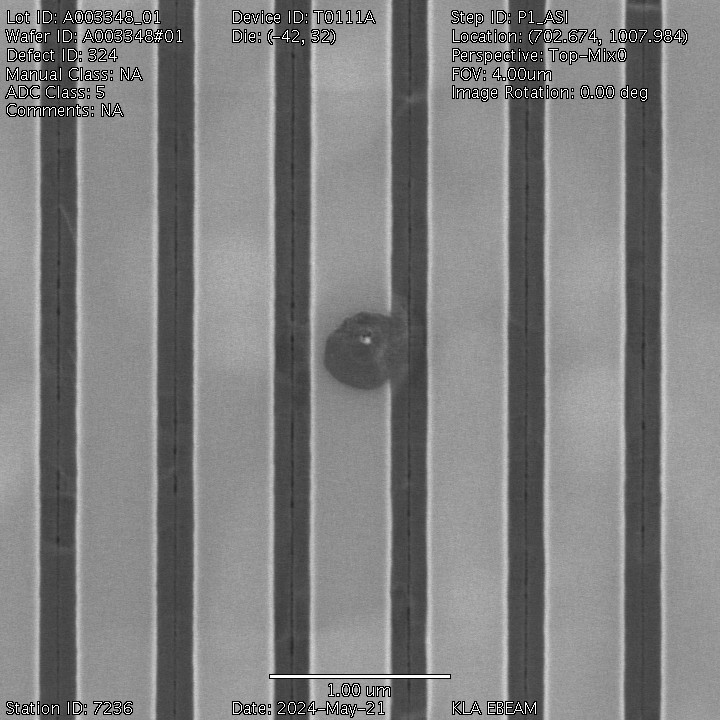 Lot ID: A003348_01 Device ID: T0111A Step ID: P1_ASI
Wafer ID: A003348#01 Die: (-42, 32) Location: (702.674, 1007.984)
Defect ID: 324 Perspective: Top-Mix0
Manual Class: NA FOV: 4.00um
ADC Class: 5 Image Rotation: 0.00 deg
Comments: NA
1.00 um
Station ID: 7236 Date: 2024-May-21 KLA EBEAM